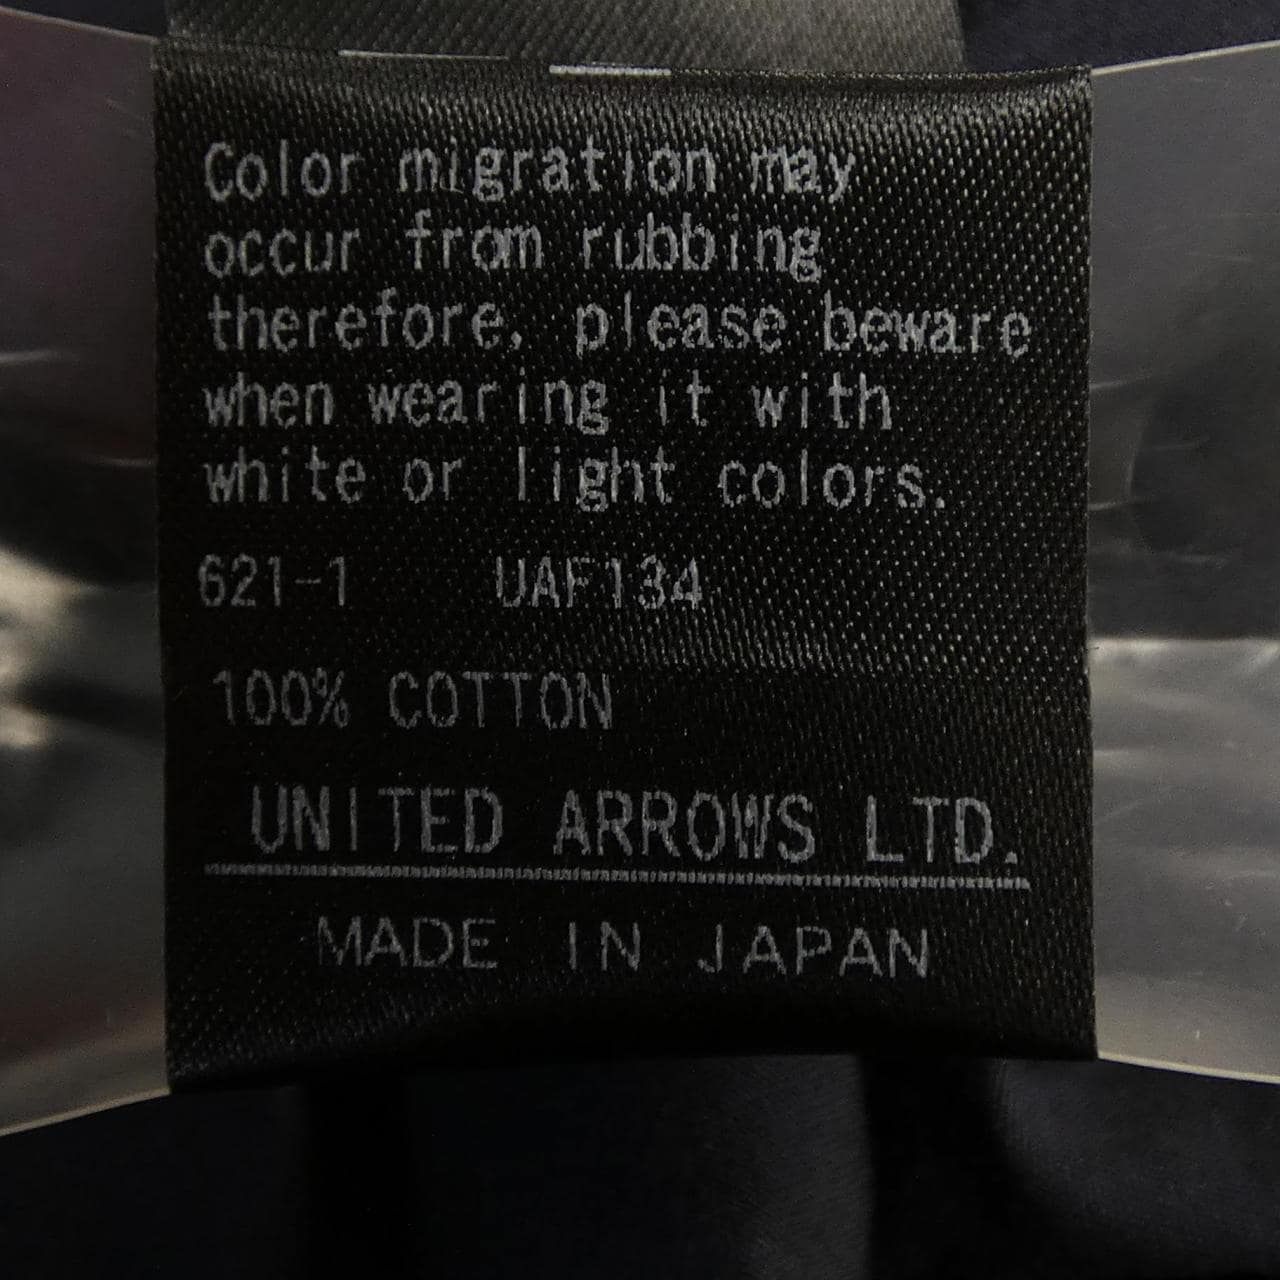 Color migration may
occur from rubbing
therefore, please beware
when wearing it with
white or light colors.
621-1 UAF134
100% COTTON
UNITED ARROWS LTD.
MADE IN JAPAN